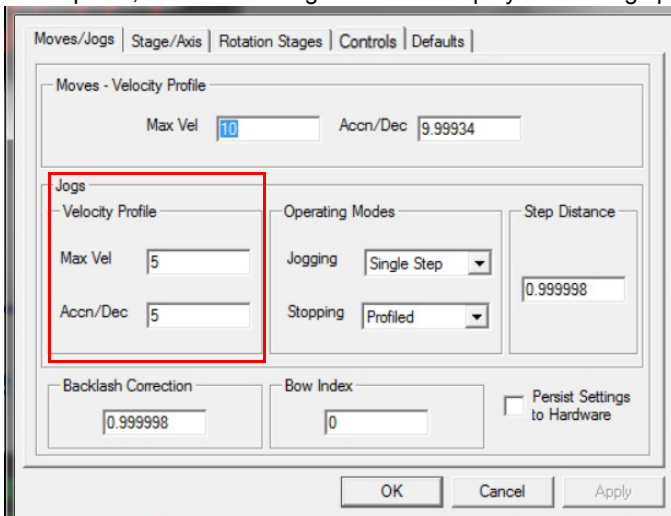 Moves/Jogs Stage/Axis Rotation Stages Controls Defaults
Moves - Velocity Profile
Max Vel 10 Accn/Dec 9.99934
Jogs
Velocity Profile Operating Modes Step Distance
Max Vel 5 Jogging Single Step
0.999998
Accn/Dec 5 Stopping Profiled
Backlash Correction Bow Index Persist Settings
to Hardware
0.999998 0
OK Cancel Apply